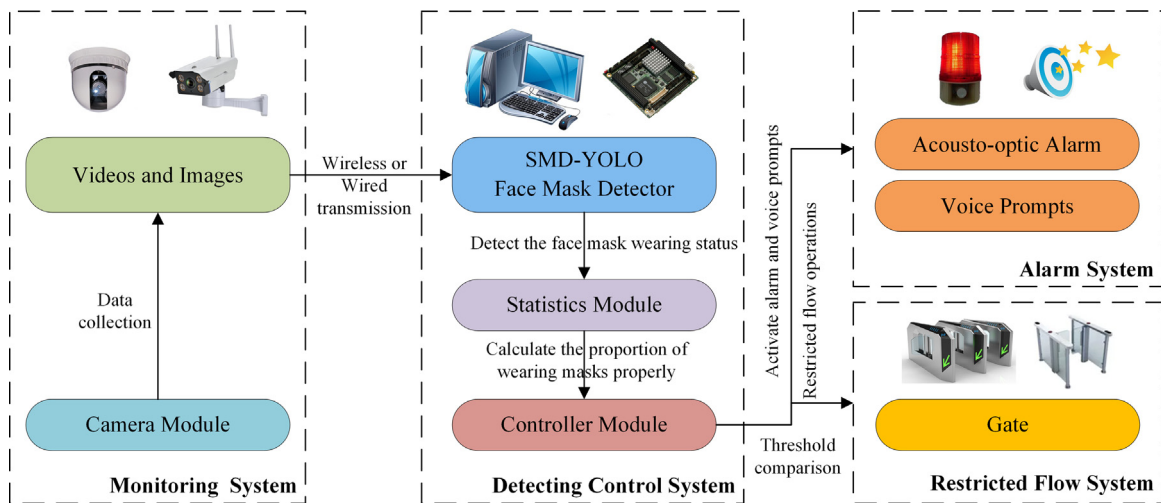 Videos and Images
Data
collection
Camera Module
Monitoring System
Wireless or
Wired
transmission
SMD-YOLO
Face Mask Detector
Detect the face mask wearing status
Statistics Module
Calculate the proportion of
wearing masks properly
Controller Module
Detecting Control System
Threshold
comparison
Activate alarm and voice prompts
Restricted flow operations
Acousto-optic Alarm
Voice Prompts
Alarm System
Gate
Restricted Flow System